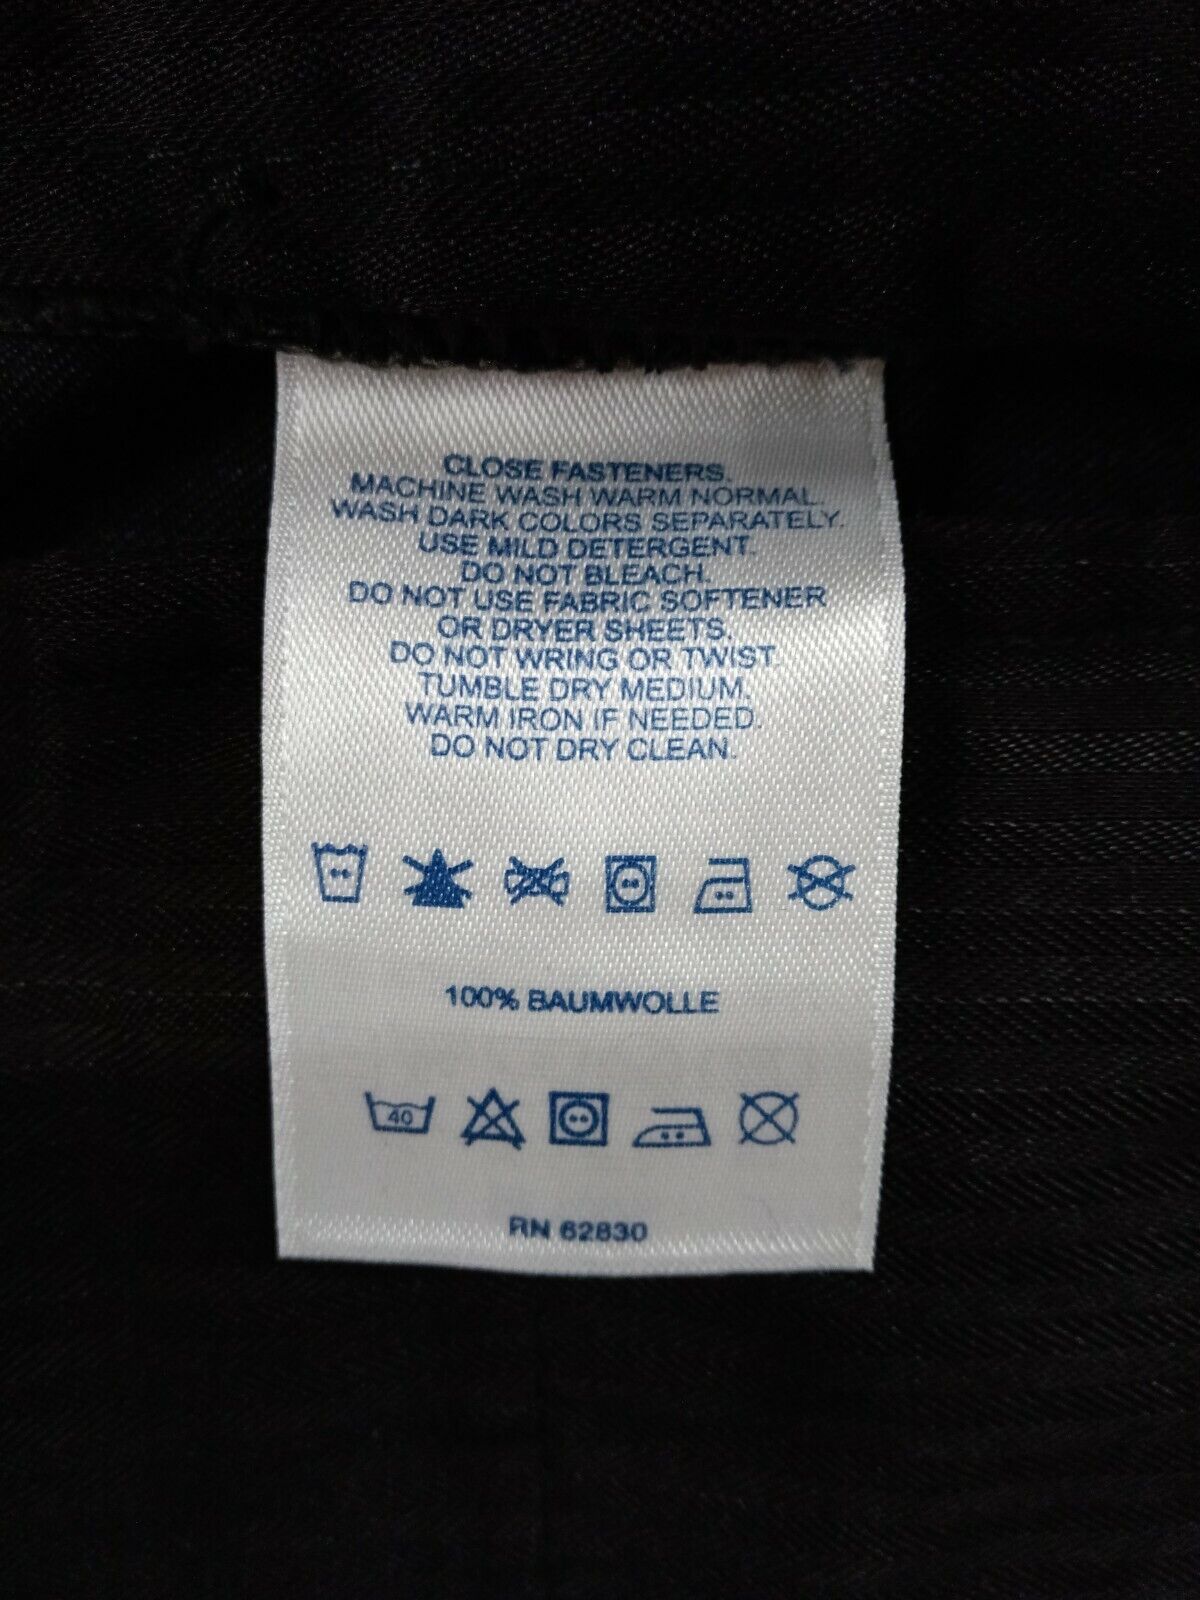 CLOSE FASTENERS.
MACHINE WASH WARM NORMAL.
WASH DARK COLORS SEPARATELY.
USE MILD DETERGENT.
DO NOT BLEACH.
DO NOT USE FABRIC SOFTENER
OR DRYER SHEETS.
DO NOT WRING OR TWIST.
TUMBLE DRY MEDIUM.
WARM IRON IF NEEDED.
DO NOT DRY CLEAN.
100% BAUMWOLLE
40
RN 62830